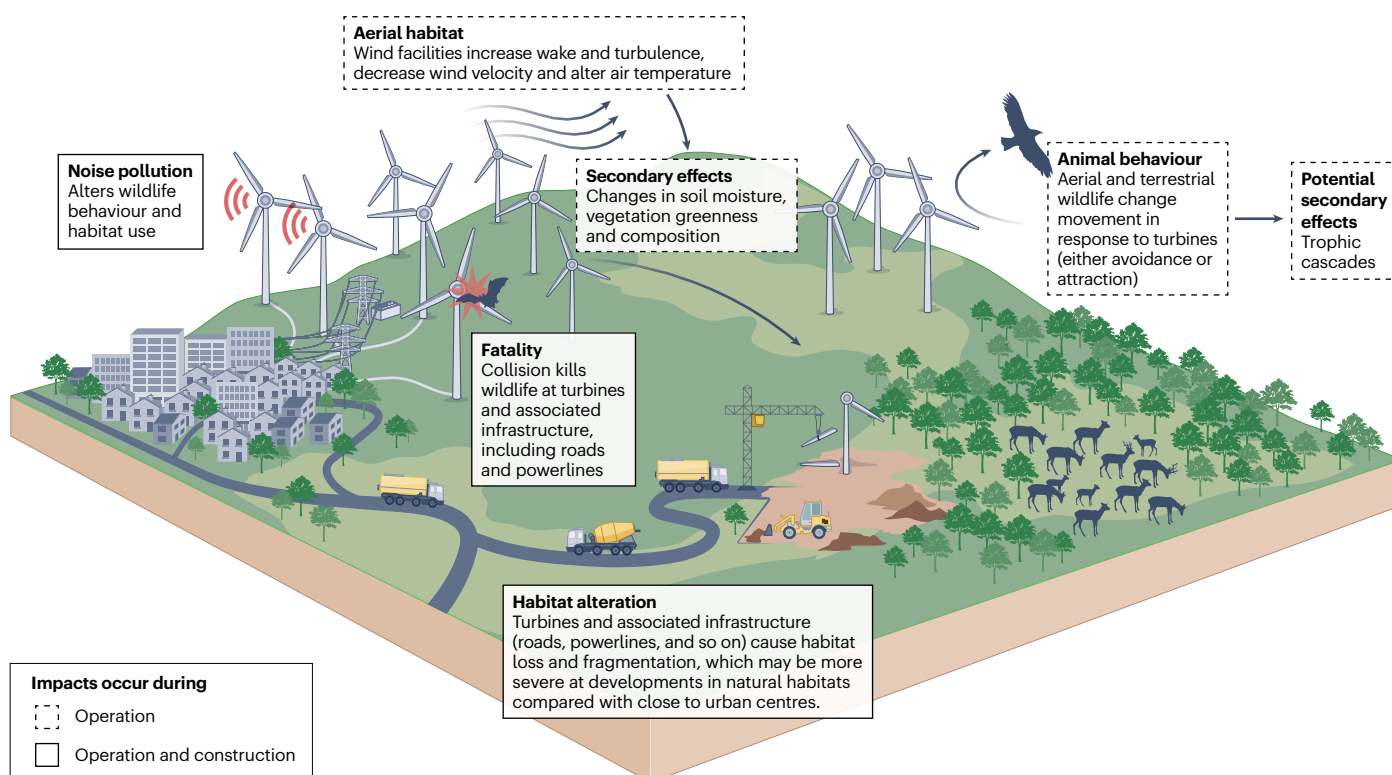 Aerial habitat
Wind facilities increase wake and turbulence,
decrease wind velocity and alter air temperature
Noise pollution
Alters wildlife
behaviour and
habitat use
Secondary effects
Changes in soil moisture,
vegetation greenness
and composition
Animal behaviour
Aerial and terrestrial
wildlife change
movement in
response to turbines
(either avoidance or
attraction)
Potential
secondary
effects
Trophic
cascades
Fatality
Collision kills
wildlife at turbines
and associated
infrastructure,
including roads
and powerlines
Habitat alteration
Turbines and associated infrastructure
(roads, powerlines, and so on) cause habitat
loss and fragmentation, which may be more
severe at developments in natural habitats
compared with close to urban centres.
Impacts occur during
Operation
Operation and construction